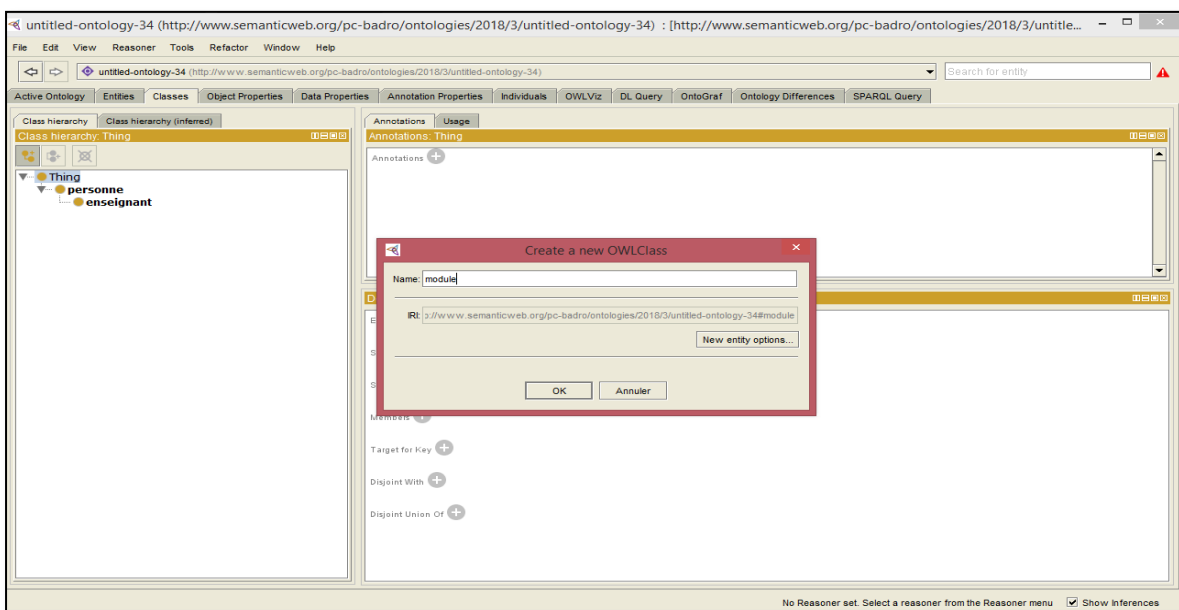 untitled-ontology-34 (http://www.semanticweb.org/pc-badro/ontologies/2018/3/untitled-ontology-34) : [http://www.semanticweb.org/pc-badro/ontologies/2018/3/untitle...
File Edit View Reasoner Tools Refactor Window Help
untitled-ontology-34 (http://www.semanticweb.org/pc-badro/ontologies/2018/3/untitled-ontology-34) Search for entity
Active Ontology Entities Classes Object Properties Data Properties Annotation Properties Individuals OWLViz DL Query OntoGraf Ontology Differences SPARQL Query
Class hierarchy Class hierarchy (inferred)
Class hierarchy: Thing
Thing
personne
enseignant
Annotations Usage
Annotations: Thing
Annotations
Create a new OWLClass
Name: module
IRI: ://www.semanticweb.org/pc-badro/ontologies/2018/3/untitled-ontology-34#module
New entity options...
OK Annuler
Members
Target for Key
Disjoint With
Disjoint Union Of
No Reasoner set. Select a reasoner from the Reasoner menu Show Inferences